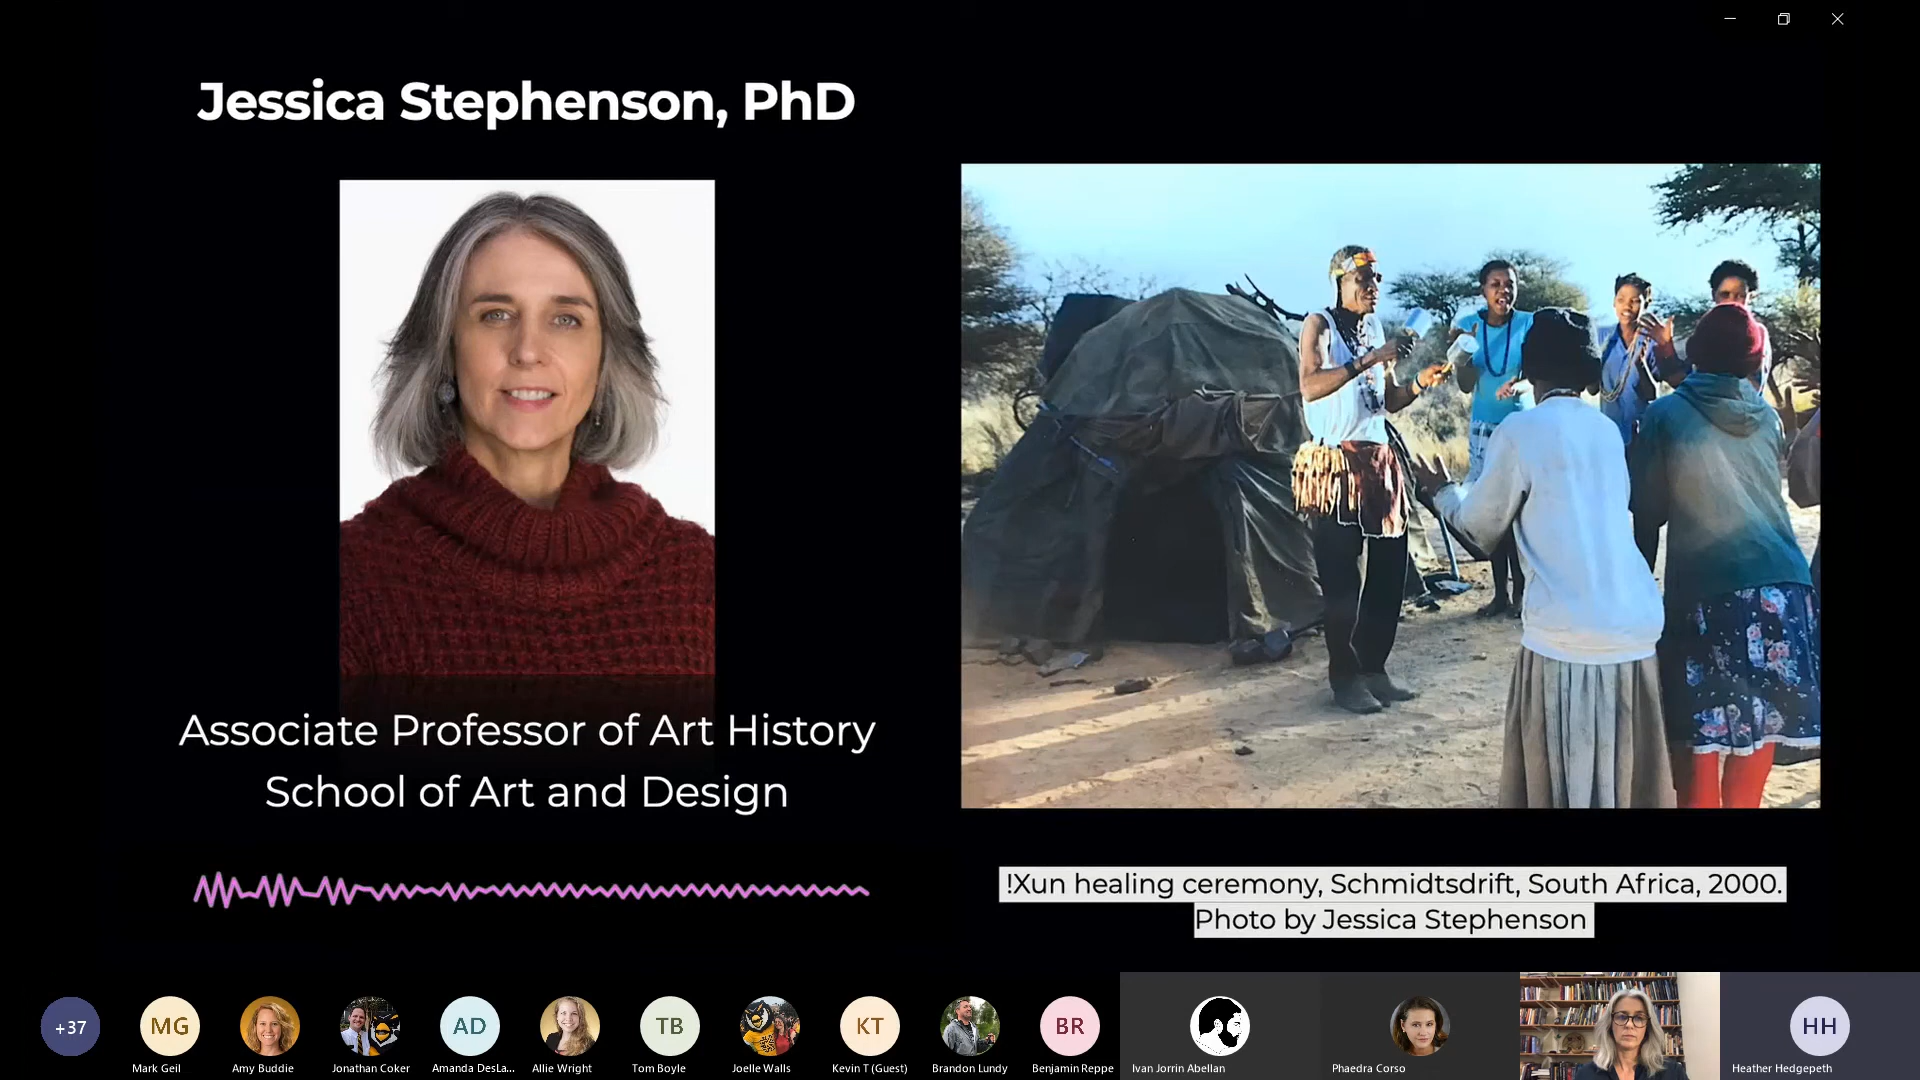 Jessica Stephenson, PhD
Associate Professor of Art History
School of Art and Design
!Xun healing ceremony, Schmidtsdrift, South Africa, 2000.
Photo by Jessica Stephenson
+37
MG
AD
TB
KT
BR
HH
Mark Geil
Amy Buddie
Jonathan Coker
Amanda DesLa...
Allie Wright
Tom Boyle
Joelle Walls
Kevin T (Guest)
Brandon Lundy
Benjamin Reppe
Ivan Jorrin Abellan
Phaedra Corso
Heather Hedgepeth